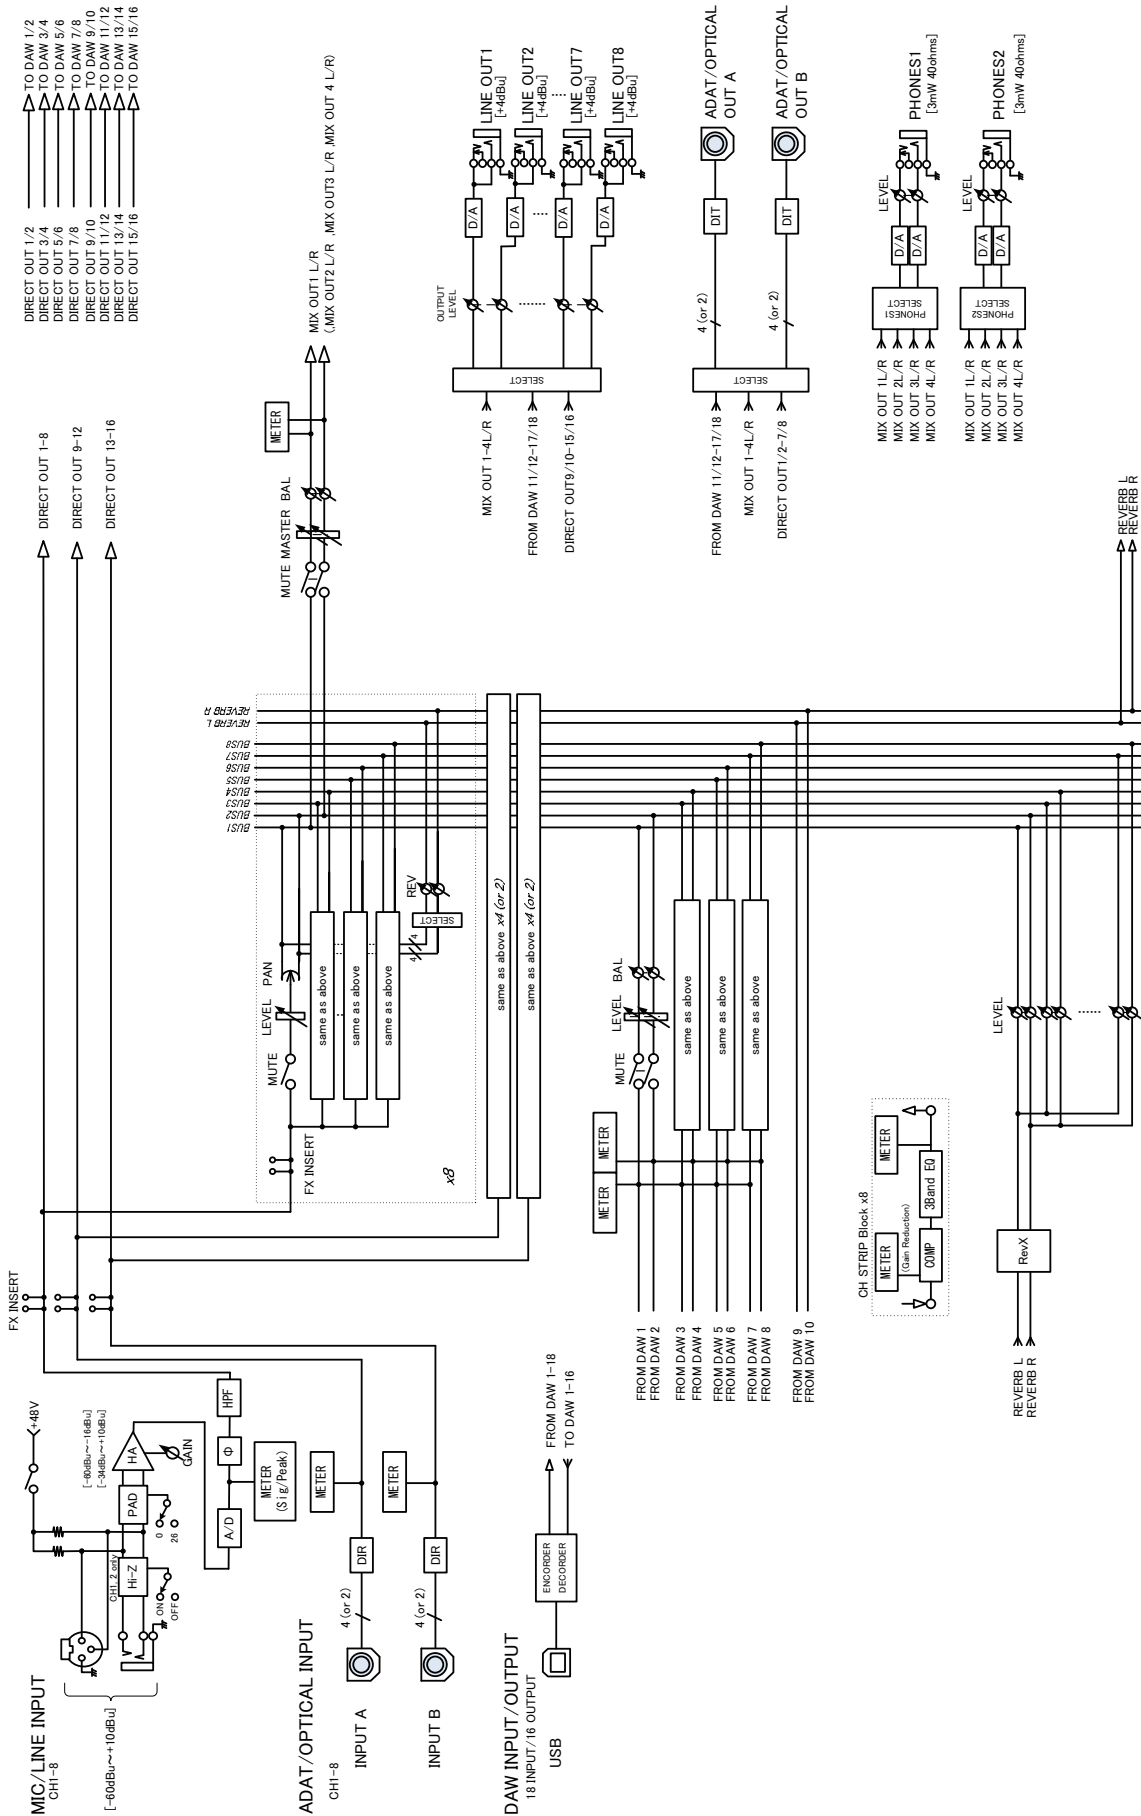 MIC/LINE INPUT
CH1-8
[-60dBu~+10dBu]
+48V
CH1, 2 only
Hi-Z
ON
OFF
PAD
0
26
[-60dBu~-16dBu]
[-34dBu~+10dBu]
HA
GAIN
A/D
Φ
HPF
METER
(Sig/Peak)
FX INSERT
DIRECT OUT 1-8
DIRECT OUT 9-12
DIRECT OUT 13-16
DIRECT OUT 1/2
TO DAW 1/2
DIRECT OUT 3/4
TO DAW 3/4
DIRECT OUT 5/6
TO DAW 5/6
DIRECT OUT 7/8
TO DAW 7/8
DIRECT OUT 9/10
TO DAW 9/10
DIRECT OUT 11/12
TO DAW 11/12
DIRECT OUT 13/14
TO DAW 13/14
DIRECT OUT 15/16
TO DAW 15/16
ADAT/OPTICAL INPUT
CH1-8
INPUT A
4 (or 2)
DIR
METER
INPUT B
4 (or 2)
DIR
METER
DAW INPUT/OUTPUT
18 INPUT/16 OUTPUT
USB
ENCORDER
DECORDER
FROM DAW 1-18
TO DAW 1-16
FX INSERT
MUTE
LEVEL
PAN
same as above
same as above
same as above
x8
4
4
SELECT
REV
same as above x4 (or 2)
same as above x4 (or 2)
BUS1
BUS2
BUS3
BUS4
BUS5
BUS6
BUS7
BUS8
REVERB L
REVERB R
MUTE
MASTER
BAL
METER
MIX OUT1 L/R
(,MIX OUT2 L/R ,MIX OUT3 L/R ,MIX OUT 4 L/R)
MIX OUT 1-4L/R
FROM DAW 11/12-17/18
DIRECT OUT9/10-15/16
SELECT
OUTPUT
LEVEL
D/A
D/A
D/A
D/A
LINE OUT1
[+4dBu]
LINE OUT2
[+4dBu]
LINE OUT7
[+4dBu]
LINE OUT8
[+4dBu]
FROM DAW 11/12-17/18
MIX OUT 1-4L/R
DIRECT OUT1/2-7/8
SELECT
4 (or 2)
DIT
ADAT/OPTICAL
OUT A
4 (or 2)
DIT
ADAT/OPTICAL
OUT B
MIX OUT 1L/R
MIX OUT 2L/R
MIX OUT 3L/R
MIX OUT 4L/R
PHONES1
SELECT
D/A
D/A
LEVEL
PHONES1
[3mW 40ohms]
MIX OUT 1L/R
MIX OUT 2L/R
MIX OUT 3L/R
MIX OUT 4L/R
PHONES2
SELECT
D/A
D/A
LEVEL
PHONES2
[3mW 40ohms]
FROM DAW 1
FROM DAW 2
FROM DAW 3
FROM DAW 4
FROM DAW 5
FROM DAW 6
FROM DAW 7
FROM DAW 8
FROM DAW 9
FROM DAW 10
METER
METER
MUTE
LEVEL
BAL
same as above
same as above
same as above
CH STRIP Block x8
METER
(Gain Reduction)
COMP
3Band EQ
METER
REVERB L
REVERB R
RevX
LEVEL
REVERB L
REVERB R